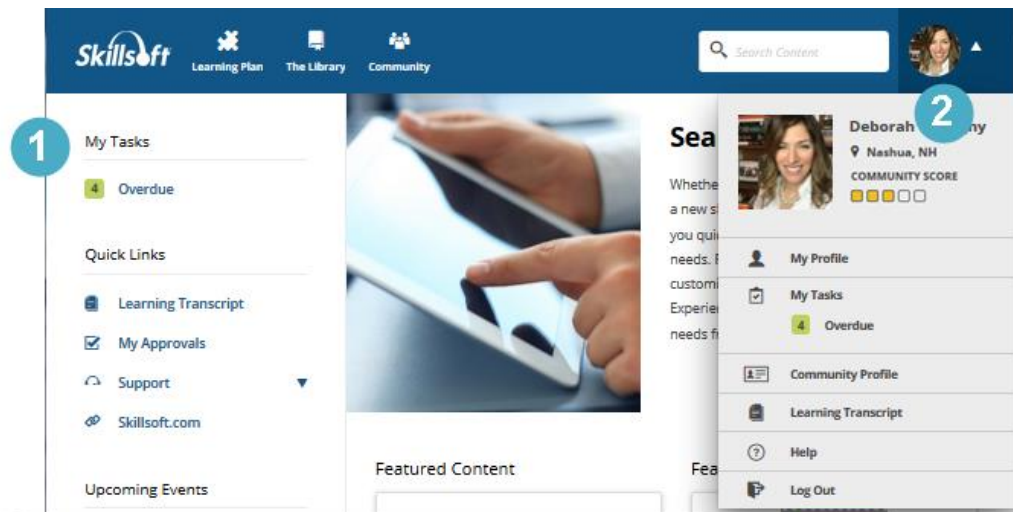 Skillsoft
Learning Plan
The Library
Community
Search Content
1
My Tasks
4 Overdue
Quick Links
Learning Transcript
My Approvals
Support
Skillsoft.com
Upcoming Events
Sea
Whethe
a new s
you qui
needs.
customi
Experie
needs f
Featured Content
Fea
2
Deborah
Nashua, NH
COMMUNITY SCORE
My Profile
My Tasks
4 Overdue
Community Profile
Learning Transcript
Help
Log Out